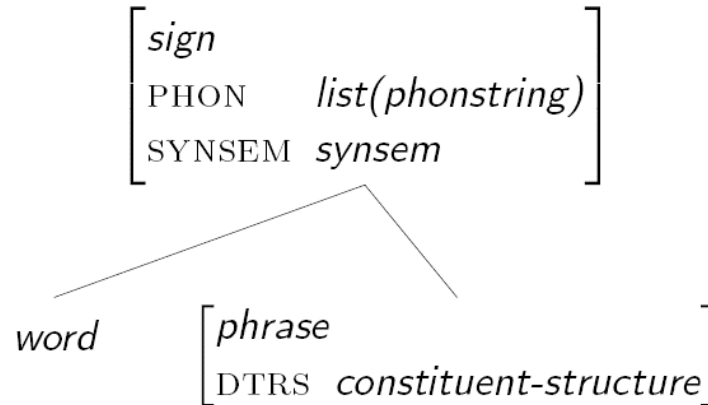 sign
PHON list(phonstring)
SYNSEM synsem
word
phrase
DTRS constituent-structure